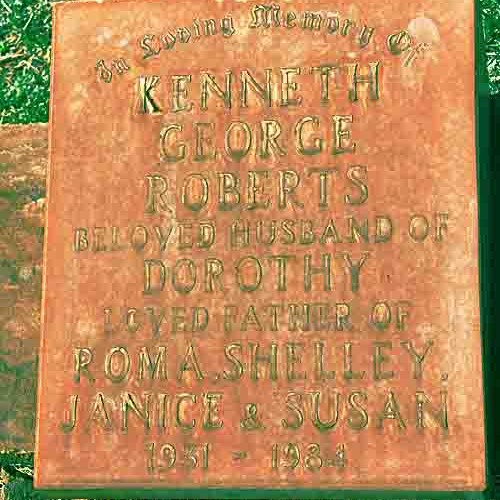 In Loving Memory Of
KENNETH
GEORGE
ROBERTS
BELOVED HUSBAND OF
DOROTHY
LOVED FATHER OF
ROMA.SHELLEY.
JANICE & SUSAN
1931 - 1984